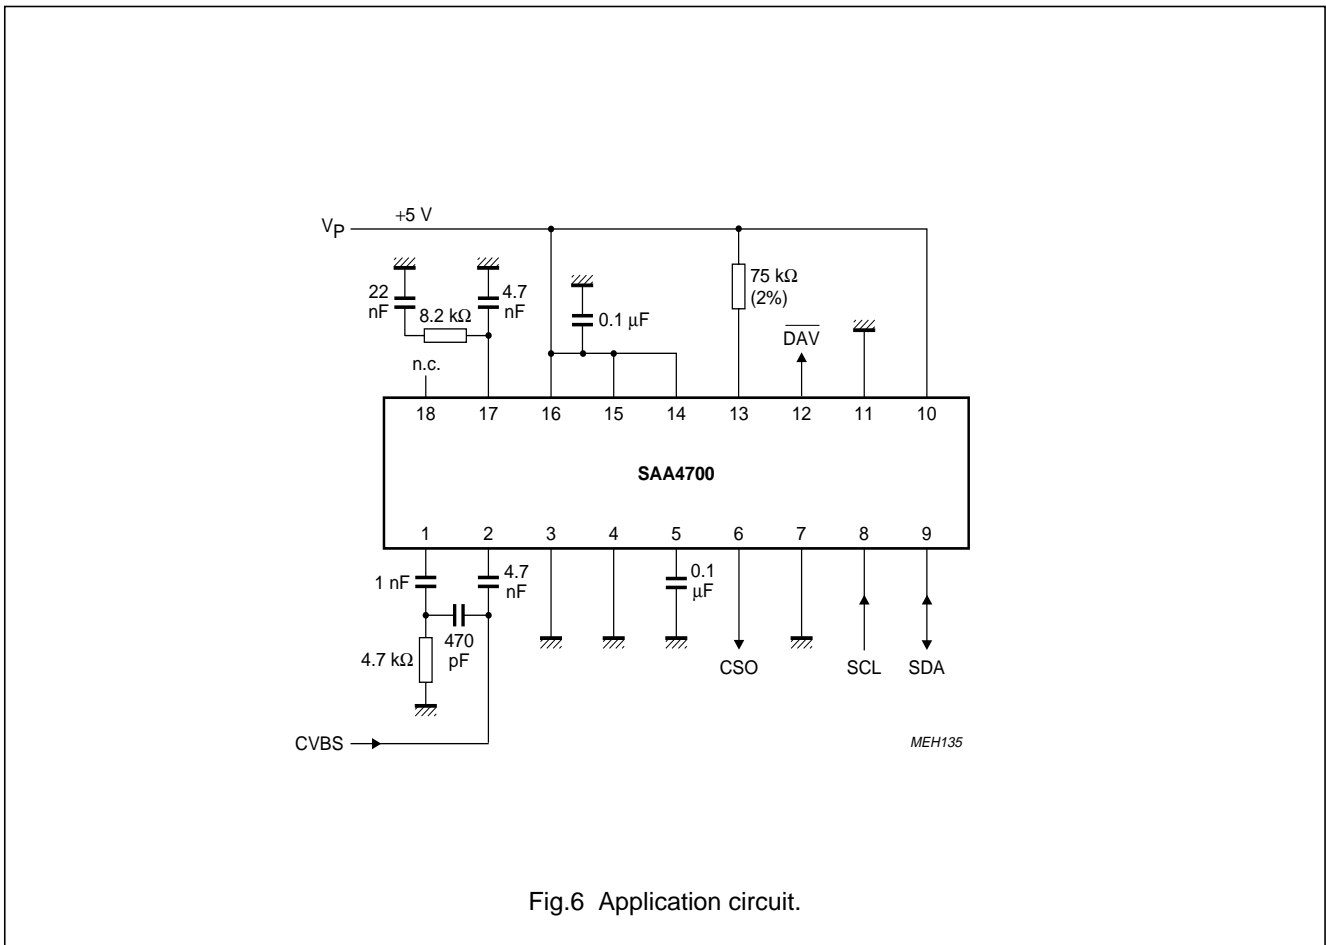 VP +5 V
22 nF
8.2 kΩ
4.7 nF
0.1 μF
75 kΩ
(2%)
DAV
n.c.
18 17 16 15 14 13 12 11 10
SAA4700
1 2 3 4 5 6 7 8 9
1 nF
4.7 nF
0.1 μF
470 pF
4.7 kΩ
CSO SCL SDA
CVBS
MEH135
Fig.6 Application circuit.